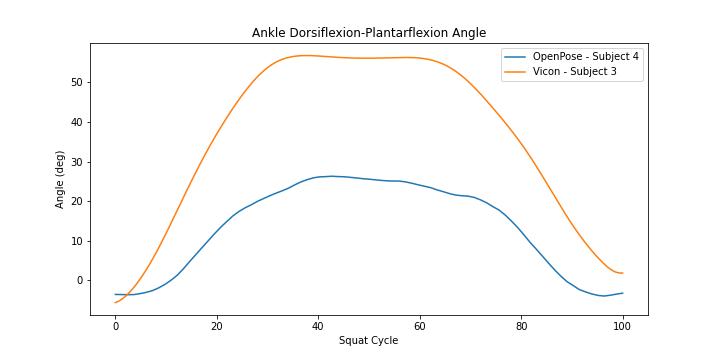 Ankle Dorsiflexion-Plantarflexion Angle
OpenPose - Subject 4
Vicon - Subject 3
Angle (deg)
50
40
30
20
10
0
0 20 40 60 80 100
Squat Cycle